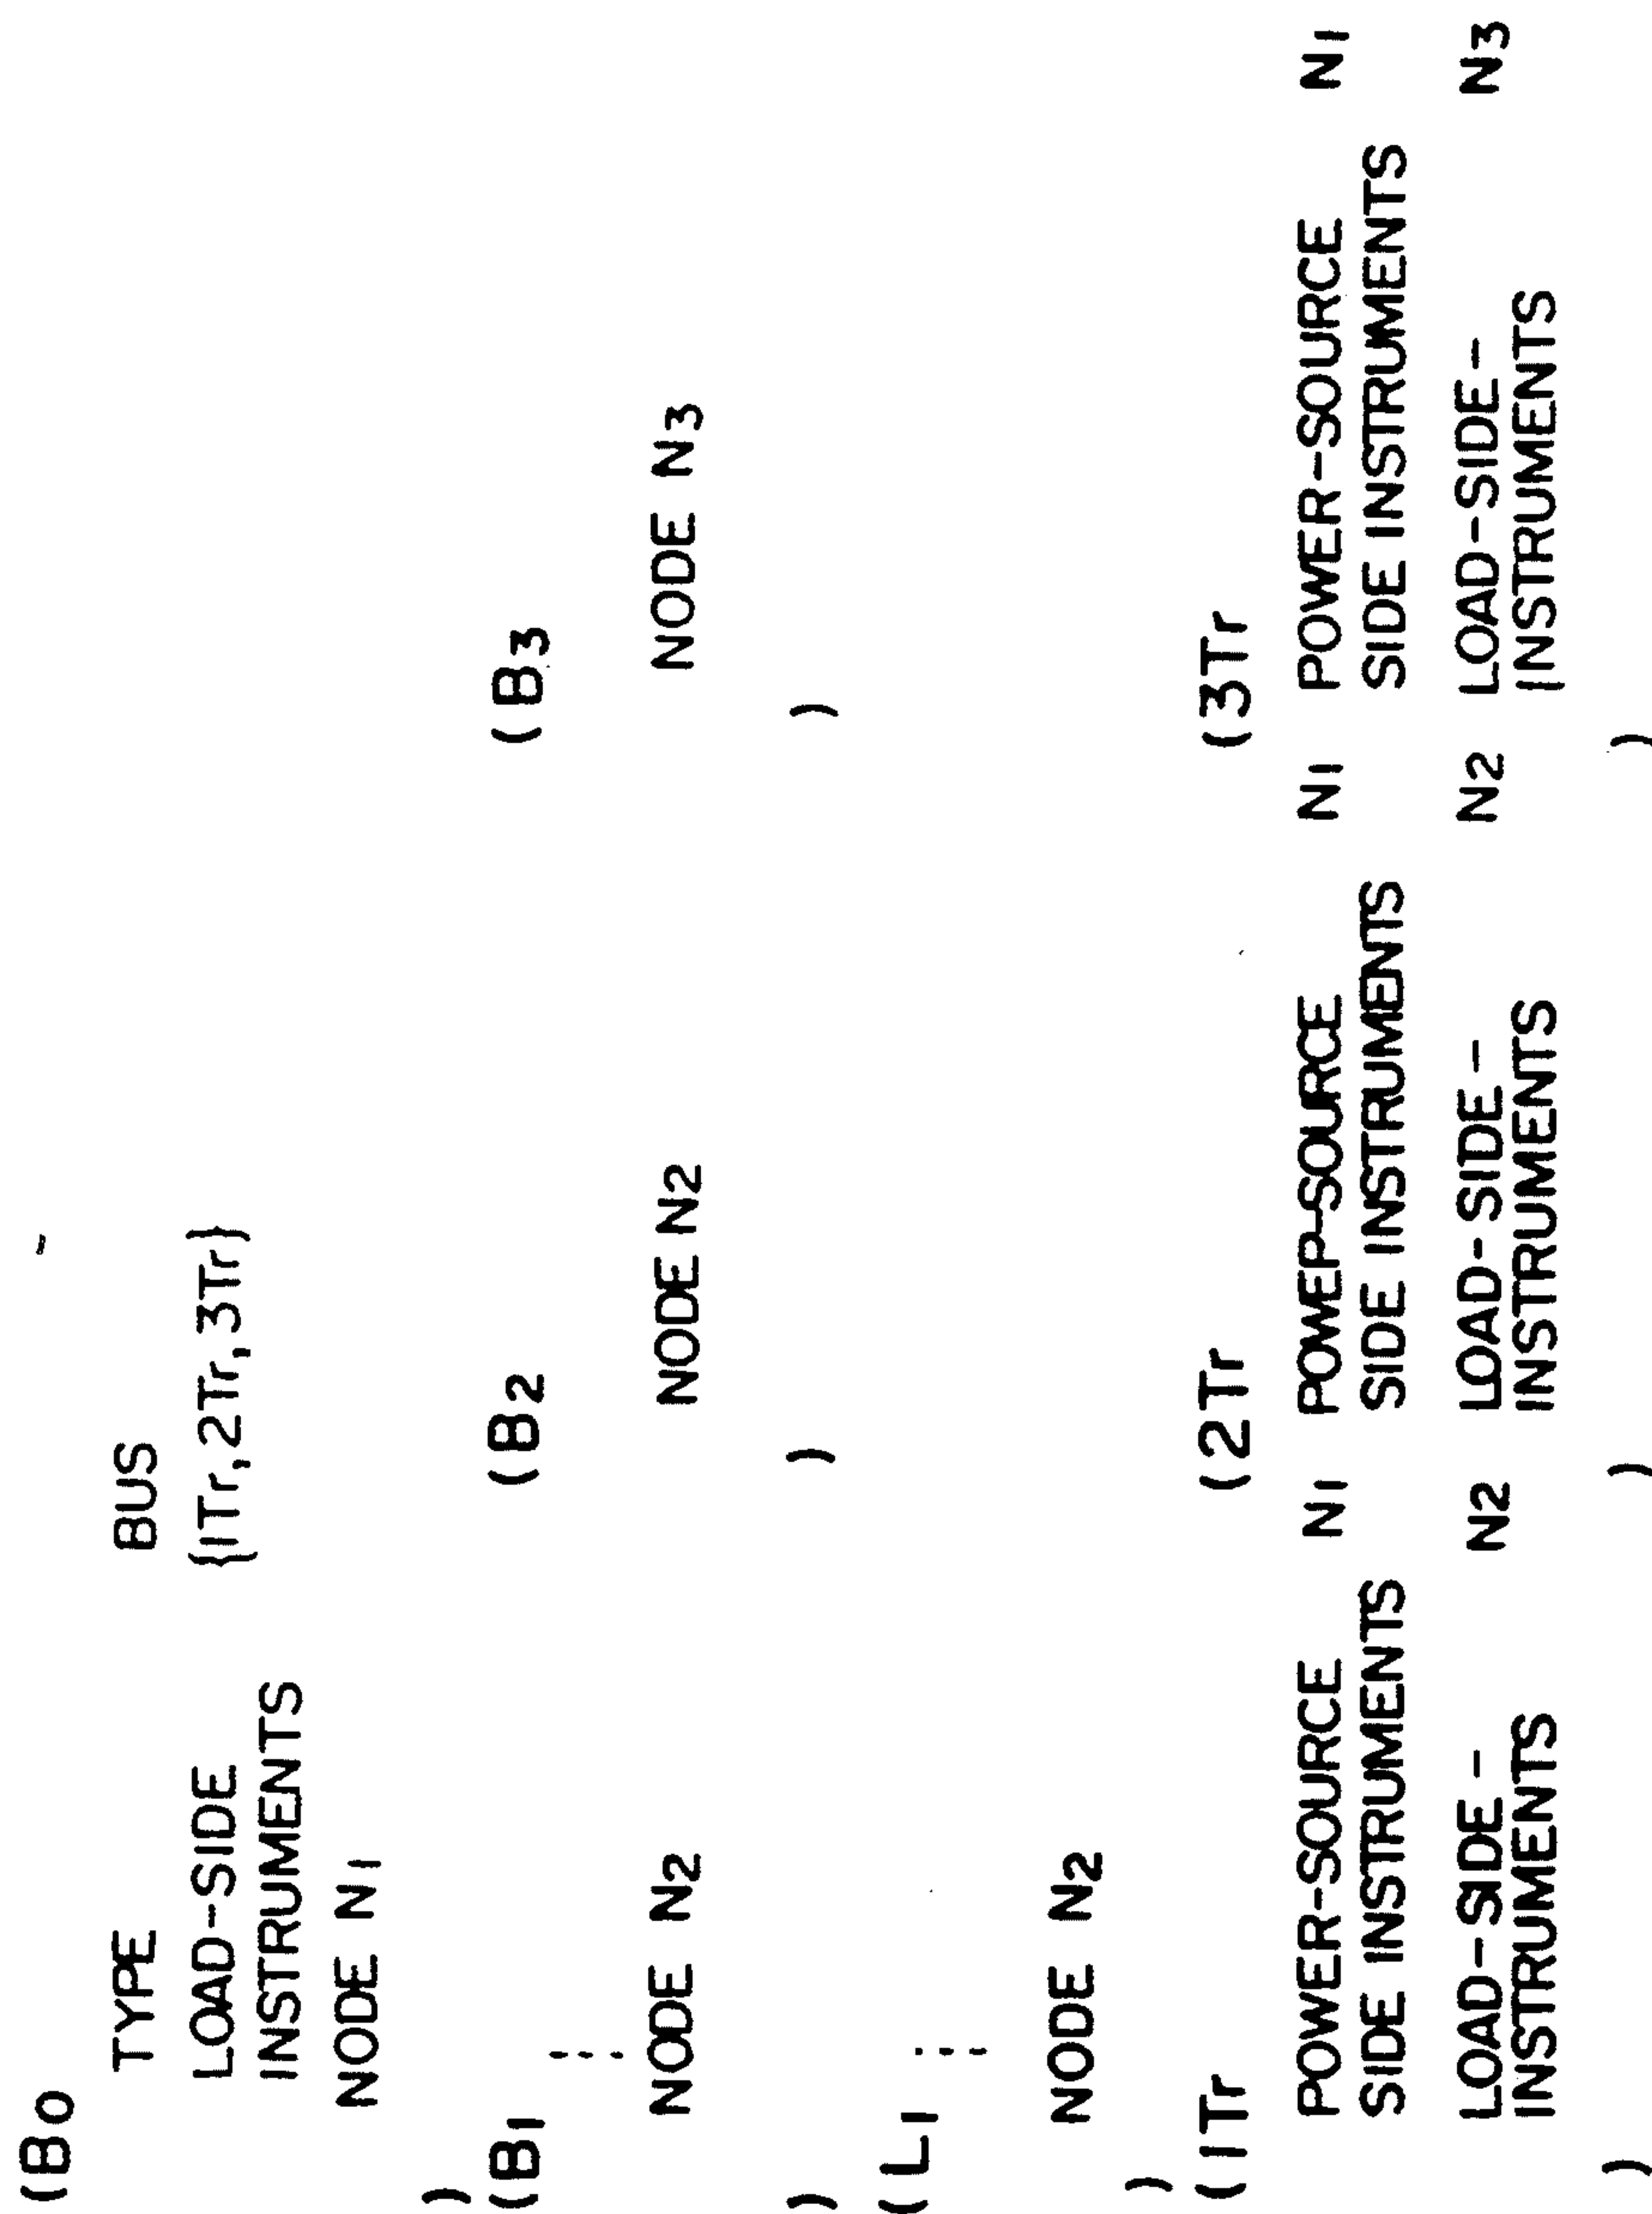 (B0
TYPE BUS
LOAD-SIDE {1Tr, 2Tr, 3Tr}
INSTRUMENTS
NODE N1
)
(B1 (B2 (B3
NODE N2 NODE N2 NODE N3
) ) )
(L1
NODE N2
)
(1Tr (2Tr (3Tr
POWER-SOURCE N1 POWEP-SOURCE N1 POWER-SOURCE N1
SIDE INSTRUMENTS SIDE INSTRUMENTS SIDE INSTRUMENTS
LOAD-SIDE- N2 LOAD-SIDE- N2 LOAD-SIDE- N3
INSTRUMENTS INSTRUMENTS INSTRUMENTS
) ) )